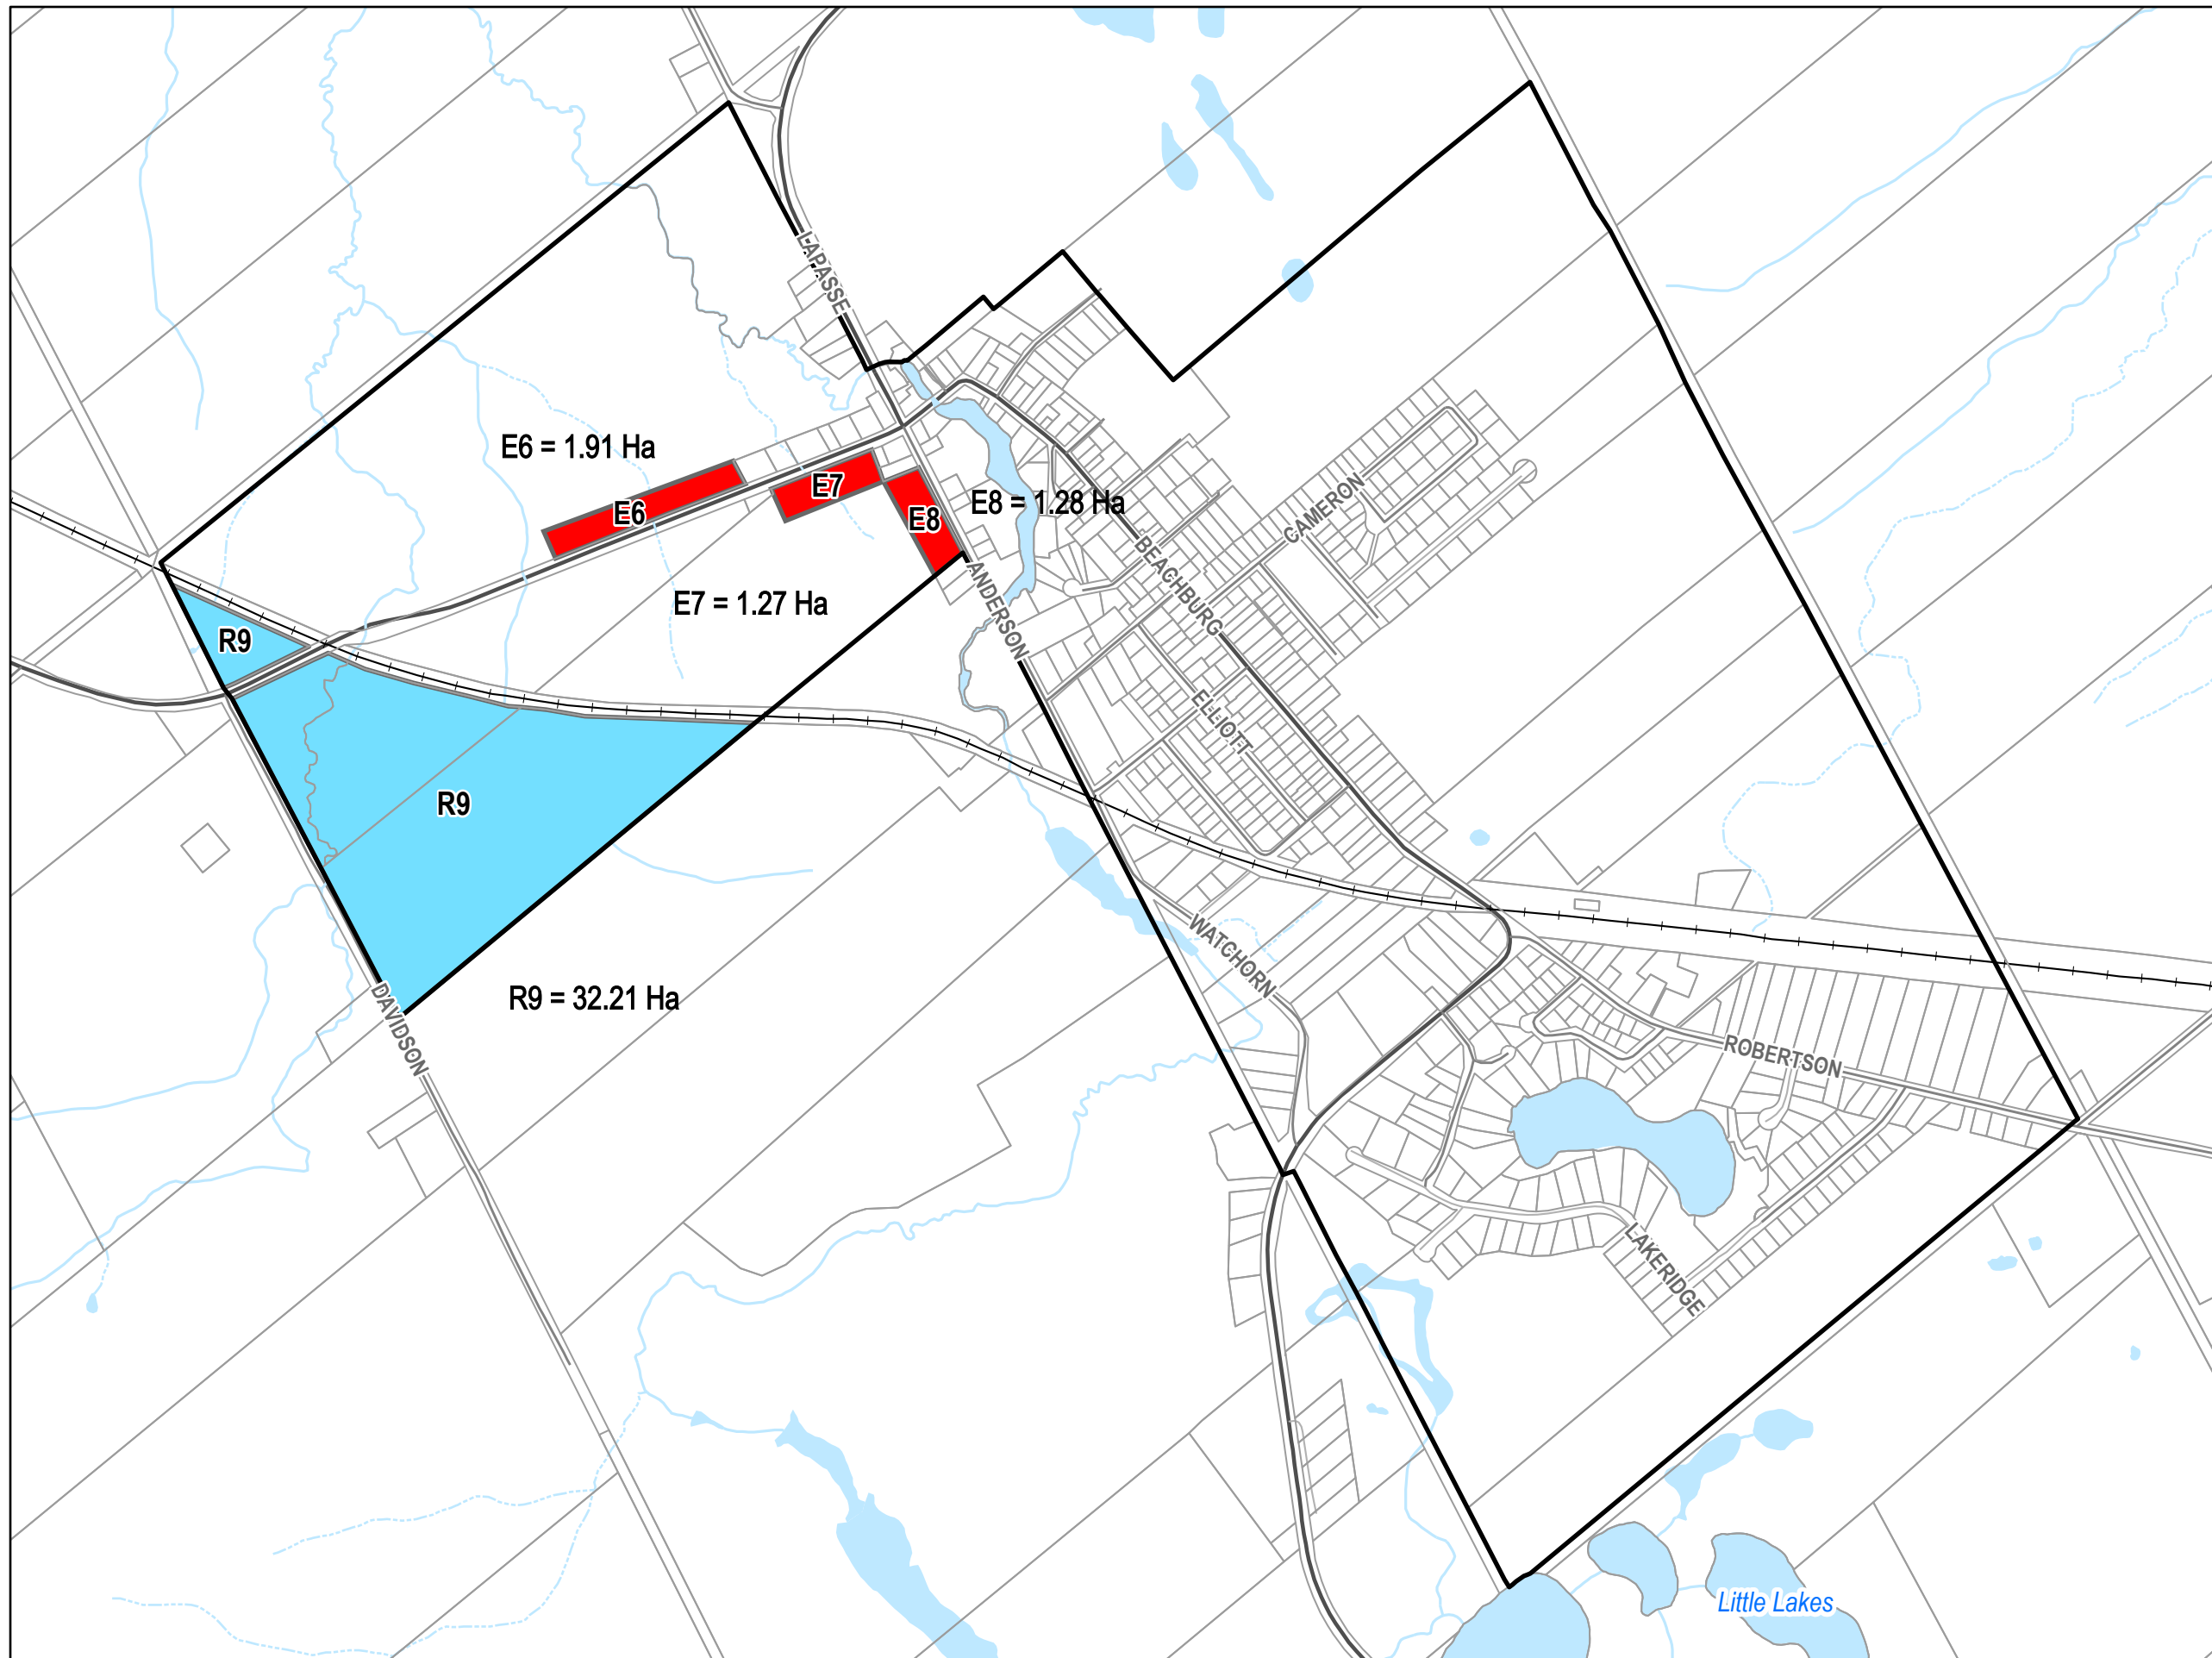 LAPASSE
E6 = 1.91 Ha
E7
E6
E8
E8 = 1.28 Ha
CAMERON
BEACHBURG
ANDERSON
E7 = 1.27 Ha
R9
ELLIOTT
R9
WATCHORN
R9 = 32.21 Ha
DAVIDSON
ROBERTSON
LAKERIDGE
Little Lakes